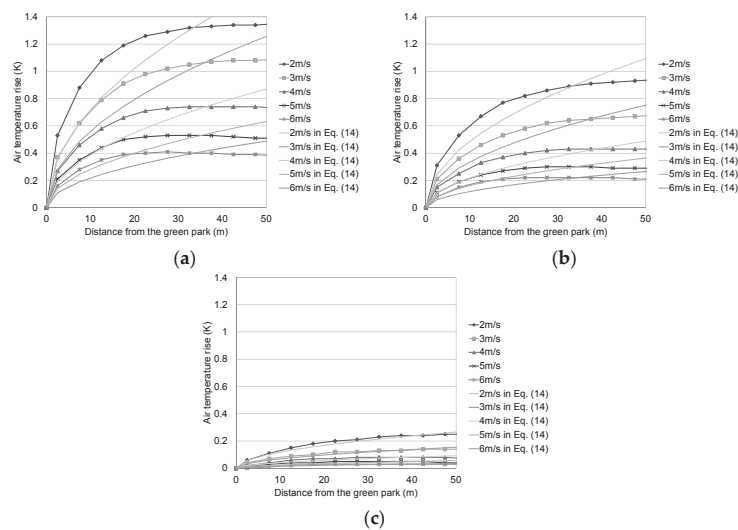 1.4
1.2
1
0.8
0.6
0.4
0.2
0
Air temperature rise (K)
0 10 20 30 40 50
Distance from the green park (m)
2m/s
3m/s
4m/s
5m/s
6m/s
2m/s in Eq. (14)
3m/s in Eq. (14)
4m/s in Eq. (14)
5m/s in Eq. (14)
6m/s in Eq. (14)
(a)
1.4
1.2
1
0.8
0.6
0.4
0.2
0
Air temperature rise (K)
0 10 20 30 40 50
Distance from the green park (m)
2m/s
3m/s
4m/s
5m/s
6m/s
2m/s in Eq. (14)
3m/s in Eq. (14)
4m/s in Eq. (14)
5m/s in Eq. (14)
6m/s in Eq. (14)
(b)
1.4
1.2
1
0.8
0.6
0.4
0.2
0
Air temperature rise (K)
0 10 20 30 40 50
Distance from the green park (m)
2m/s
3m/s
4m/s
5m/s
6m/s
2m/s in Eq. (14)
3m/s in Eq. (14)
4m/s in Eq. (14)
5m/s in Eq. (14)
6m/s in Eq. (14)
(c)